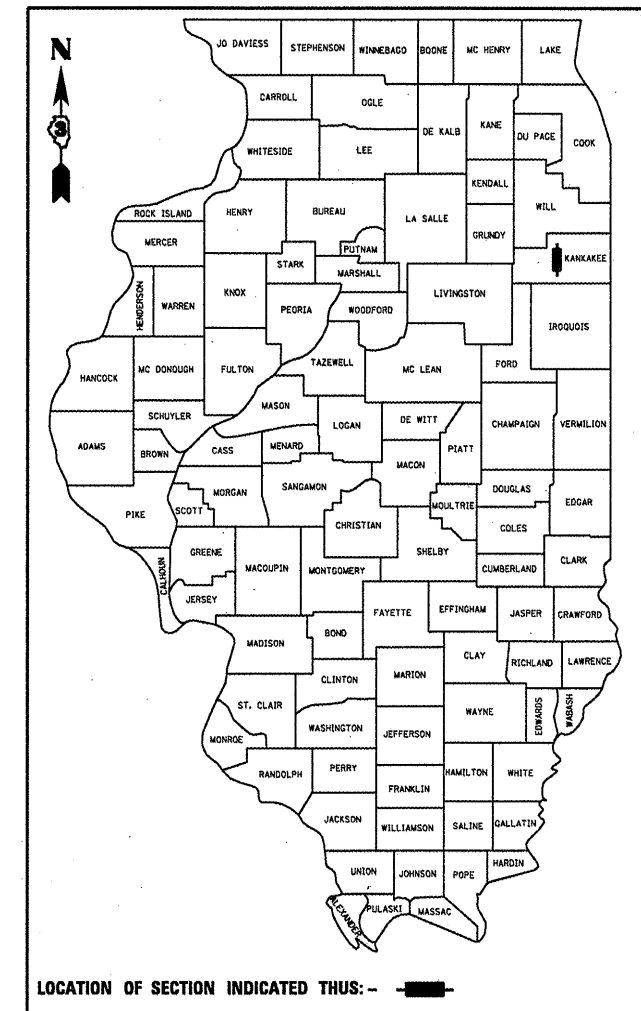 JO DAVIESS STEPHENSON WINNEBAGO BOONE MC HENRY LAKE
N
CARROLL OGLE DE KALB KANE DU PAGE COOK
WHITESIDE LEE
KENDALL WILL
ROCK ISLAND HENRY BUREAU LA SALLE GRUNDY
MERCER PUTNAM KANKAKEE
STARK MARSHALL
HENDERSON WARREN KNOX PEORIA WOODFORD LIVINGSTON IROQUOIS
HANCOCK MC DONOUGH FULTON TAZEWELL MC LEAN FORD
SCHUYLER MASON LOGAN DE WITT CHAMPAIGN VERMILION
ADAMS BROWN CASS MENARD MACON PIATT
PIKE SCOTT MORGAN SANGAMON CHRISTIAN MOULTRIE DOUGLAS EDGAR
COLES
CALHOUN GREENE MACOUPIN MONTGOMERY SHELBY CUMBERLAND CLARK
JERSEY FAYETTE EFFINGHAM JASPER CRAWFORD
MADISON BOND CLAY RICHLAND LAWRENCE
CLINTON MARION
ST. CLAIR WASHINGTON WAYNE EDWARDS WABASH
MONROE JEFFERSON
RANDOLPH PERRY FRANKLIN HAMILTON WHITE
JACKSON WILLIAMSON SALINE GALLATIN
UNION JOHNSON POPE HARDIN
ALEXANDER PULASKI MASSAC
LOCATION OF SECTION INDICATED THUS: -